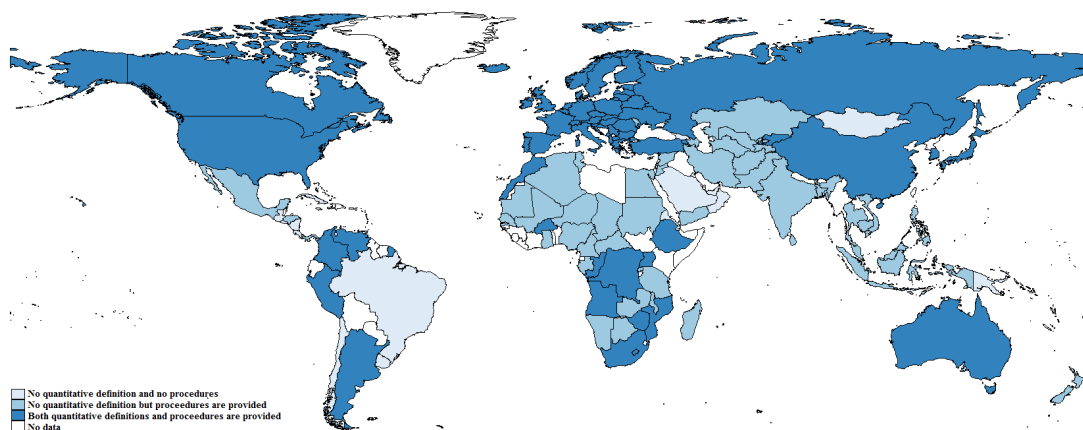 No quantitative definition and no procedures
No quantitative definition but proceedures are provided
Both quantitative definitions and proceedures are provided
No data